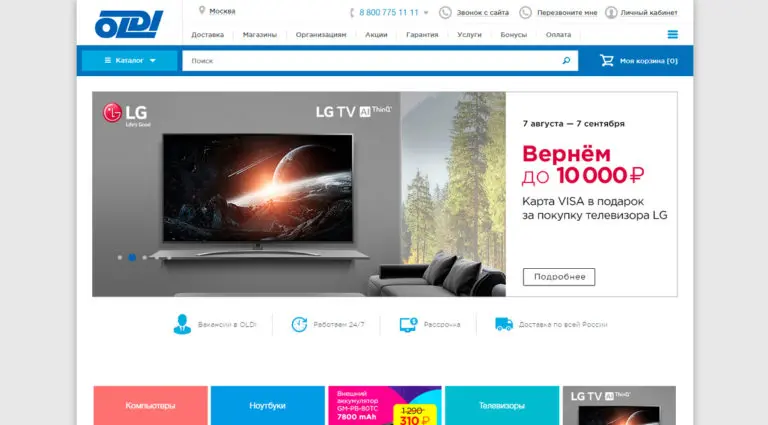 OLDI
Москва
8 800 775 11 11
Звонок с сайта
Перезвоните мне
Личный кабинет
Доставка
Магазины
Организациям
Акции
Гарантия
Услуги
Бонусы
Оплата
Каталог
Поиск
Моя корзина [0]
LG
Life's Good
LG TV AI ThinQ
7 августа — 7 сентября
Вернём
до 10 000 ₽
Карта VISA в подарок
за покупку телевизора LG
Подробнее
Вакансии в OLDI
Работаем 24/7
Рассрочка
Доставка по всей России
Компьютеры
Ноутбуки
Внешний
аккумулятор
GM-PB-80TC
7800 mAh
1 290
310 ₽
Телевизоры
LG TV AI ThinQ